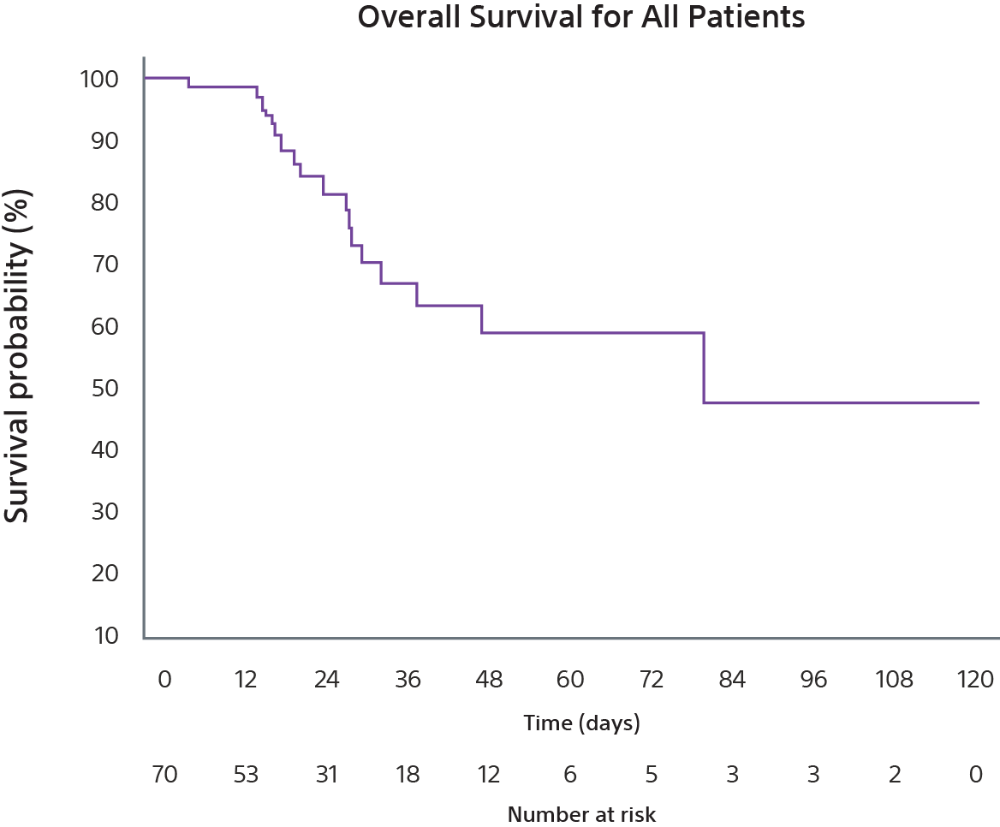 Overall Survival for All Patients
Survival probability (%)
100
90
80
70
60
50
40
30
20
10
0 12 24 36 48 60 72 84 96 108 120
Time (days)
70 53 31 18 12 6 5 3 3 2 0
Number at risk